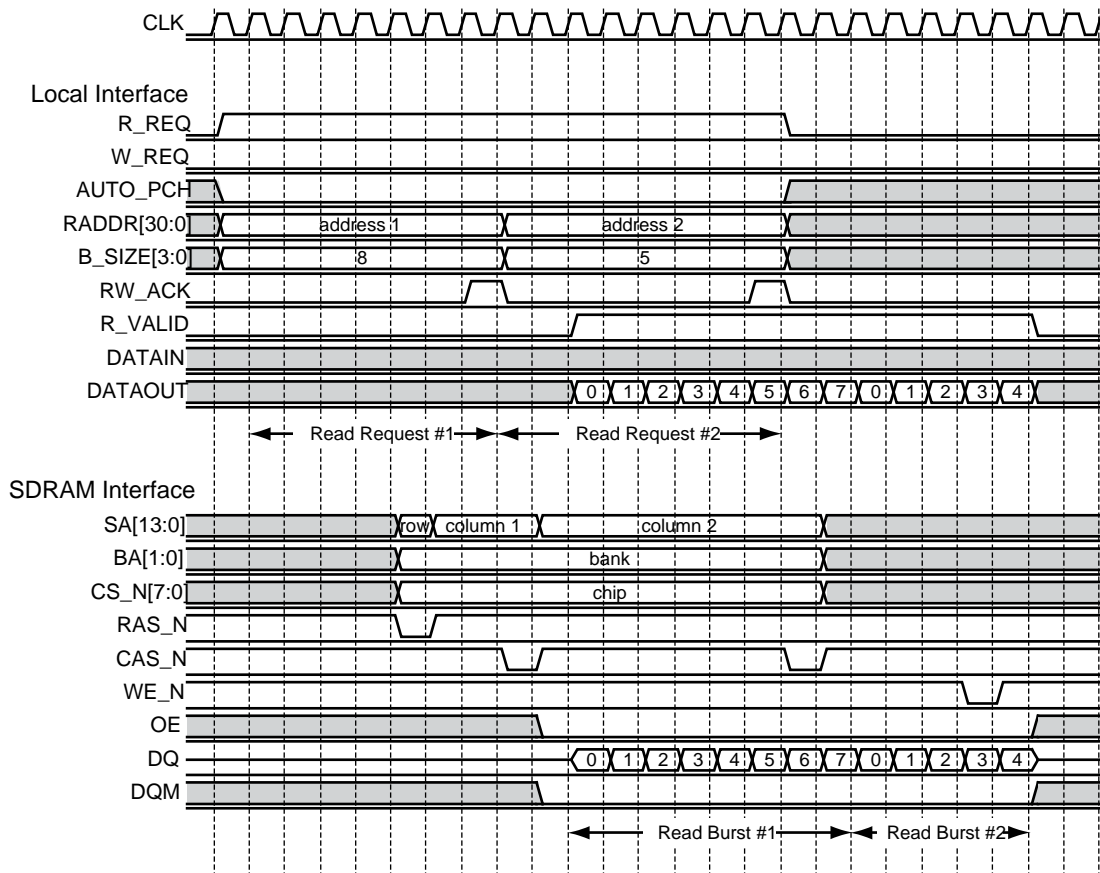 CLK
Local Interface
R_REQ
W_REQ
AUTO_PCH
RADDR[30:0] address 1 address 2
B_SIZE[3:0] 8 5
RW_ACK
R_VALID
DATAIN
DATAOUT 0 1 2 3 4 5 6 7 0 1 2 3 4
Read Request #1 Read Request #2
SDRAM Interface
SA[13:0] row column 1 column 2
BA[1:0] bank
CS_N[7:0] chip
RAS_N
CAS_N
WE_N
OE
DQ 0 1 2 3 4 5 6 7 0 1 2 3 4
DQM
Read Burst #1 Read Burst #2